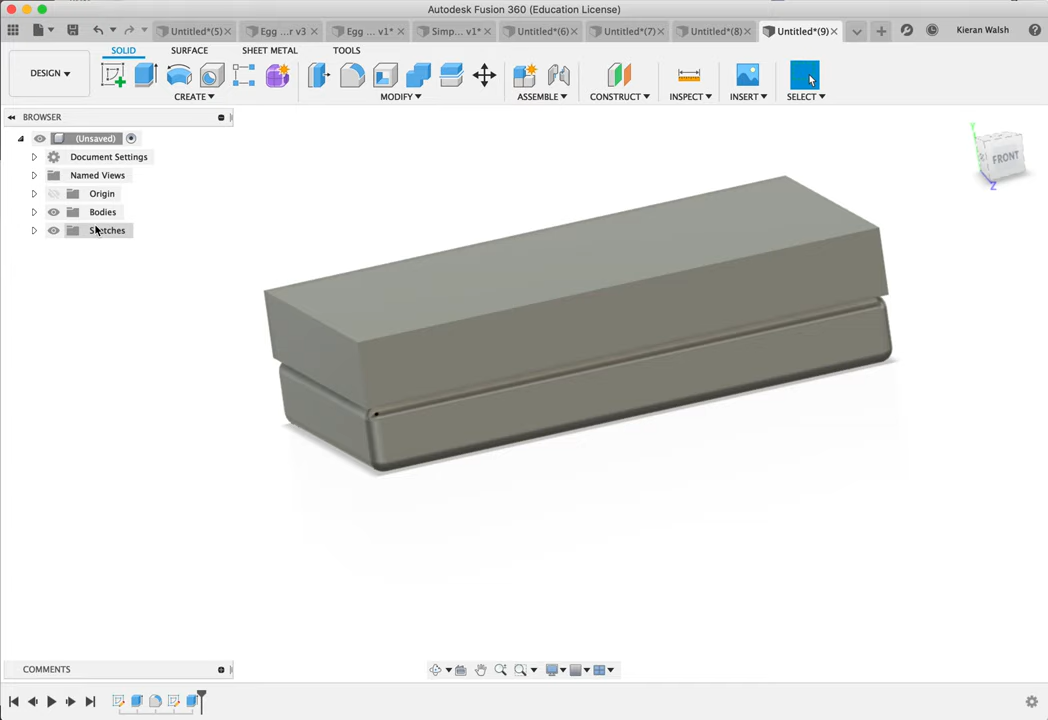 Autodesk Fusion 360 (Education License)
Untitled*(5) Egg ...r v3 Egg ... v1* Simp... v1* Untitled*(6) Untitled*(7) Untitled*(8) Untitled*(9) Kieran Walsh
SOLID SURFACE SHEET METAL TOOLS
DESIGN
CREATE MODIFY ASSEMBLE CONSTRUCT INSPECT INSERT SELECT
BROWSER
(Unsaved)
Document Settings
Named Views
Origin
Bodies
Sketches
FRONT
Y
Z
COMMENTS